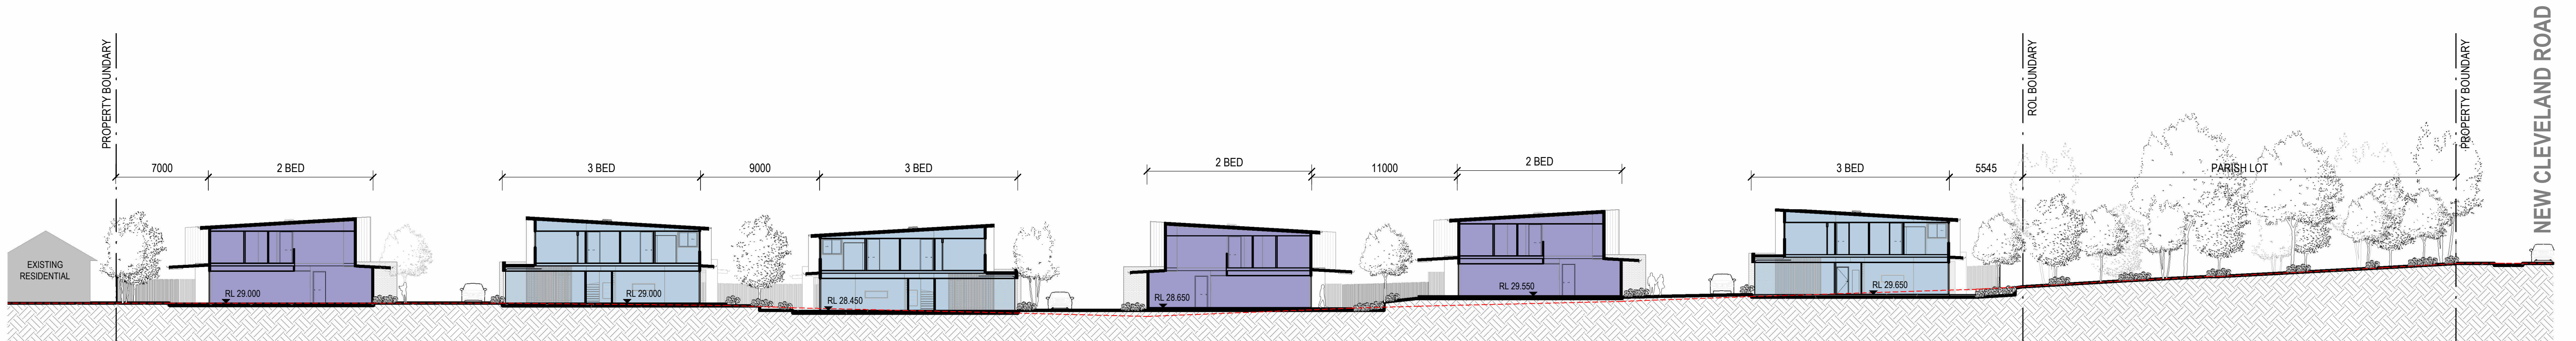 EXISTING
RESIDENTIAL
PROPERTY BOUNDARY
7000
2 BED
3 BED
9000
3 BED
2 BED
11000
2 BED
3 BED
5545
ROL BOUNDARY
PARISH LOT
PROPERTY BOUNDARY
NEW CLEVELAND ROAD
RL 29.000
RL 29.000
RL 28.450
RL 28.650
RL 29.550
RL 29.650